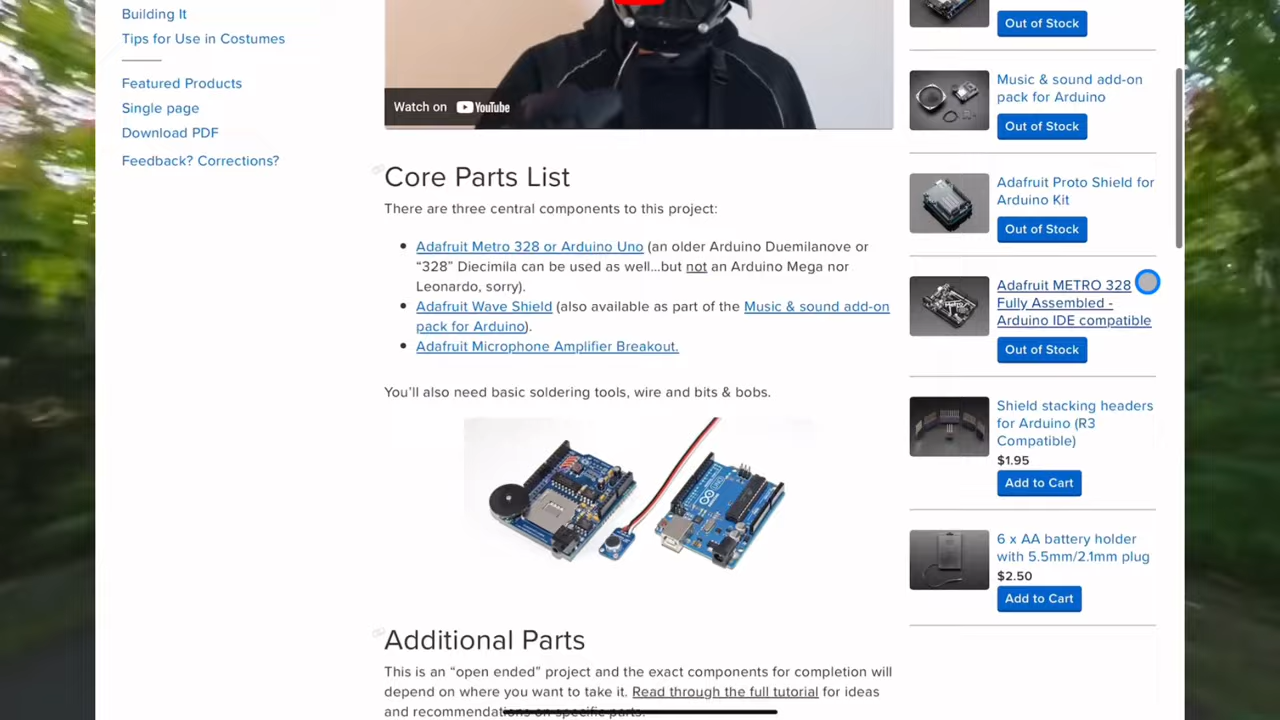 Building It
Tips for Use in Costumes
Featured Products
Single page
Download PDF
Feedback? Corrections?
Watch on YouTube
Core Parts List
There are three central components to this project:
Adafruit Metro 328 or Arduino Uno (an older Arduino Duemilanove or
“328” Diecimila can be used as well...but not an Arduino Mega nor
Leonardo, sorry).
Adafruit Wave Shield (also available as part of the Music & sound add-on
pack for Arduino).
Adafruit Microphone Amplifier Breakout.
You’ll also need basic soldering tools, wire and bits & bobs.
Additional Parts
This is an “open ended” project and the exact components for completion will
depend on where you want to take it. Read through the full tutorial for ideas
and recommendations on specific parts.
Out of Stock
Music & sound add-on
pack for Arduino
Out of Stock
Adafruit Proto Shield for
Arduino Kit
Out of Stock
Adafruit METRO 328
Fully Assembled -
Arduino IDE compatible
Out of Stock
Shield stacking headers
for Arduino (R3
Compatible)
$1.95
Add to Cart
6 x AA battery holder
with 5.5mm/2.1mm plug
$2.50
Add to Cart